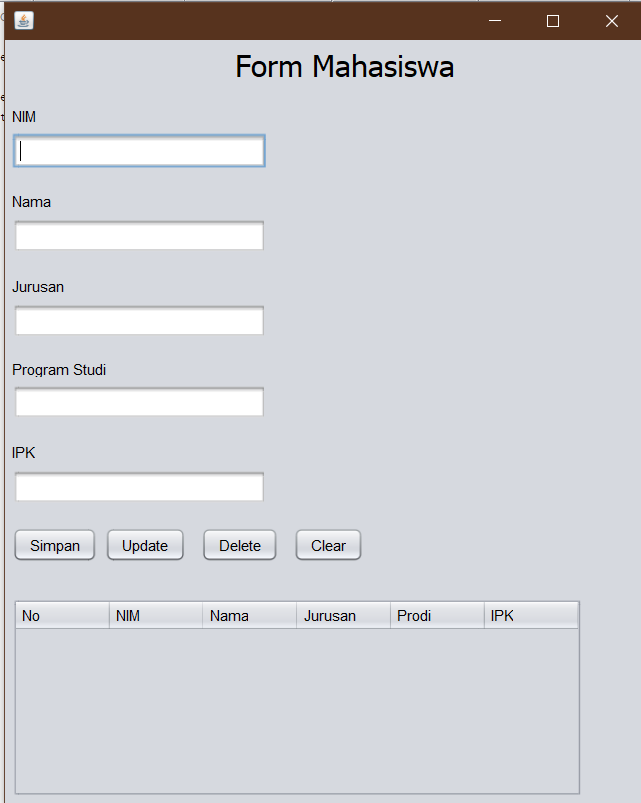 Form Mahasiswa
NIM
Nama
Jurusan
Program Studi
IPK
Simpan Update Delete Clear
No NIM Nama Jurusan Prodi IPK